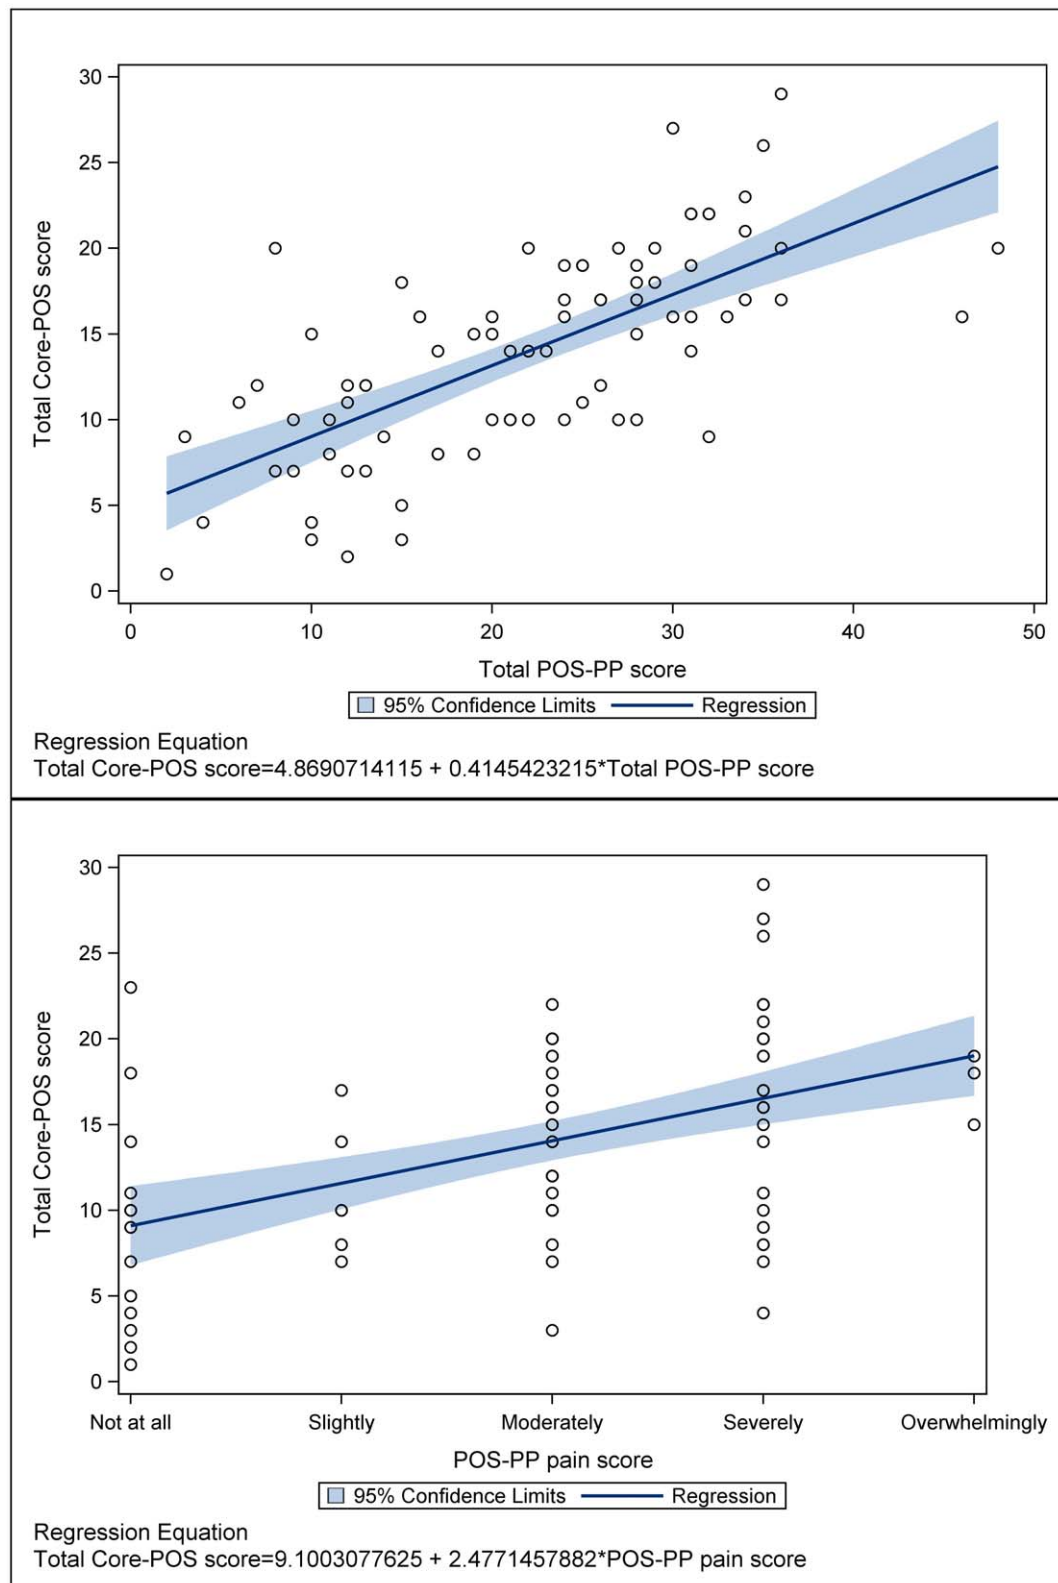 30
25
20
15
10
5
0
Total Core-POS score
0 10 20 30 40 50
Total POS-PP score
95% Confidence Limits Regression
Regression Equation
Total Core-POS score=4.8690714115 + 0.4145423215*Total POS-PP score
30
25
20
15
10
5
0
Total Core-POS score
Not at all Slightly Moderately Severely Overwhelmingly
POS-PP pain score
95% Confidence Limits Regression
Regression Equation
Total Core-POS score=9.1003077625 + 2.4771457882*POS-PP pain score